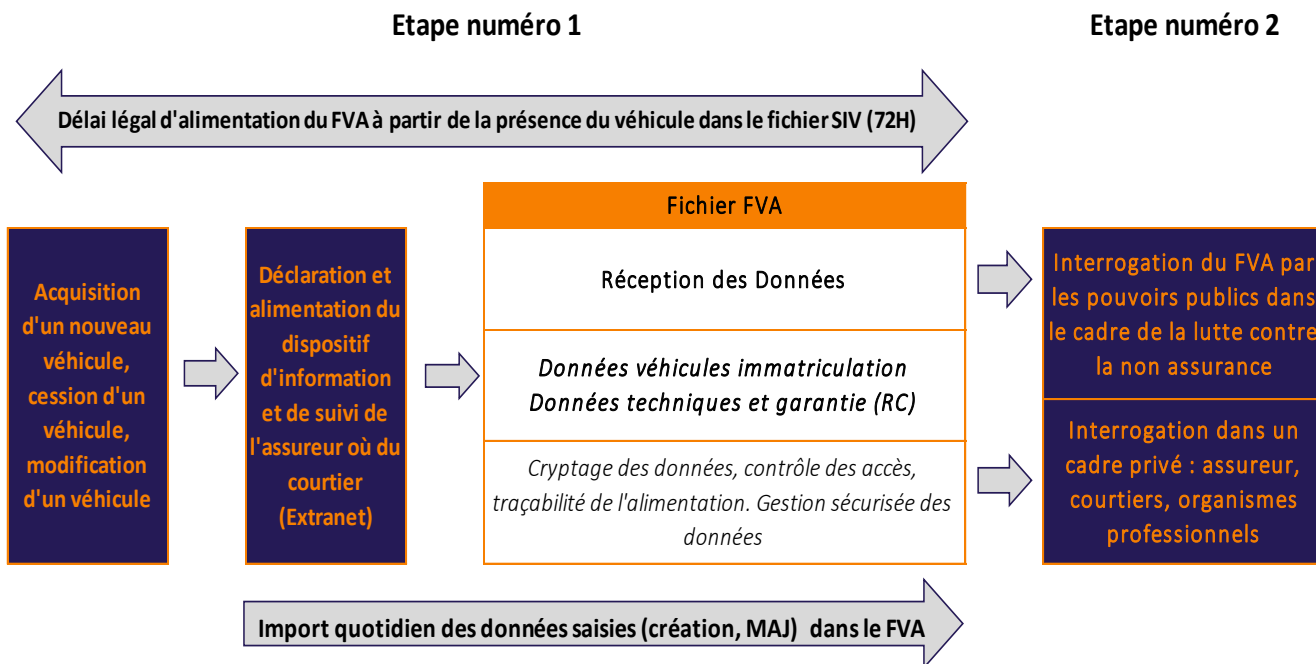 Etape numéro 1
Etape numéro 2
Délai légal d'alimentation du FVA à partir de la présence du véhicule dans le fichier SIV (72H)
Acquisition
d'un nouveau
véhicule,
cession d'un
véhicule,
modification
d'un véhicule
Déclaration et
alimentation du
dispositif
d'information
et de suivi de
l'assureur où du
courtier
(Extranet)
Fichier FVA
Réception des Données
Données véhicules immatriculation
Données techniques et garantie (RC)
Cryptage des données, contrôle des accès,
traçabilité de l'alimentation. Gestion sécurisée des
données
Interrogation du FVA par
les pouvoirs publics dans
le cadre de la lutte contre
la non assurance
Interrogation dans un
cadre privé : assureur,
courtiers, organismes
professionnels
Import quotidien des données saisies (création, MAJ) dans le FVA